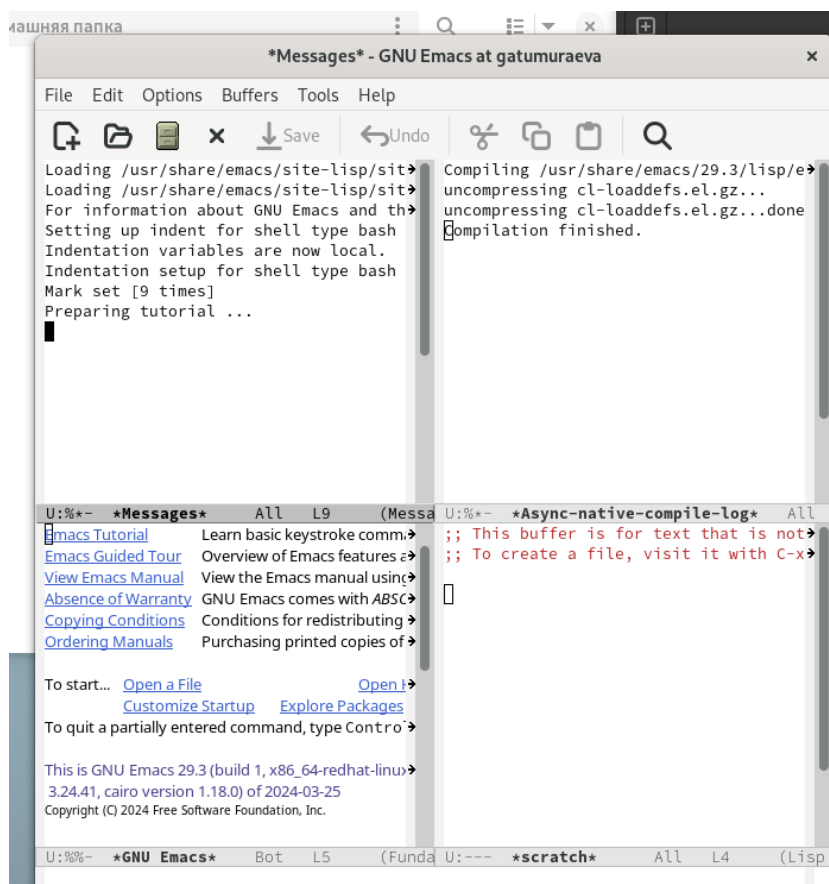 машняя папка
*Messages* - GNU Emacs at gatumuraeva
File Edit Options Buffers Tools Help
Save Undo
Loading /usr/share/emacs/site-lisp/sit
Loading /usr/share/emacs/site-lisp/sit
For information about GNU Emacs and th
Setting up indent for shell type bash
Indentation variables are now local.
Indentation setup for shell type bash
Mark set [9 times]
Preparing tutorial ...
U:%*- *Messages* All L9 (Messa
Compiling /usr/share/emacs/29.3/lisp/e
uncompressing cl-loaddefs.el.gz...
uncompressing cl-loaddefs.el.gz...done
Compilation finished.
U:%*- *Async-native-compile-log* All
Emacs Tutorial Learn basic keystroke comma
Emacs Guided Tour Overview of Emacs features a
View Emacs Manual View the Emacs manual using
Absence of Warranty GNU Emacs comes with ABSO
Copying Conditions Conditions for redistributing
Ordering Manuals Purchasing printed copies of
To start... Open a File Open H
Customize Startup Explore Packages
To quit a partially entered command, type Control
This is GNU Emacs 29.3 (build 1, x86_64-redhat-linux
3.24.41, cairo version 1.18.0) of 2024-03-25
Copyright (C) 2024 Free Software Foundation, Inc.
U:%%- *GNU Emacs* Bot L5 (Funda
;; This buffer is for text that is not
;; To create a file, visit it with C-x
U:--- *scratch* All L4 (Lisp